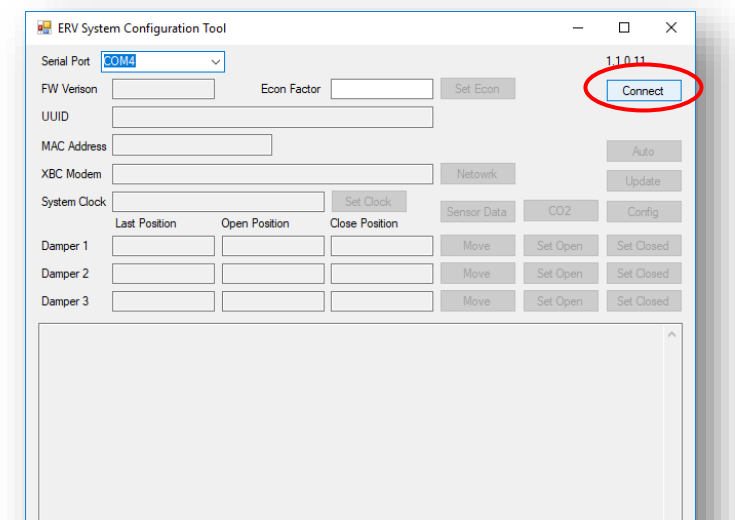 ERV System Configuration Tool
Serial Port COM4 1.1.0.11
FW Verison Econ Factor Set Econ Connect
UUID
MAC Address Auto
XBC Modem Netowrk Update
System Clock Set Clock Sensor Data CO2 Config
Last Position Open Position Close Position
Damper 1 Move Set Open Set Closed
Damper 2 Move Set Open Set Closed
Damper 3 Move Set Open Set Closed